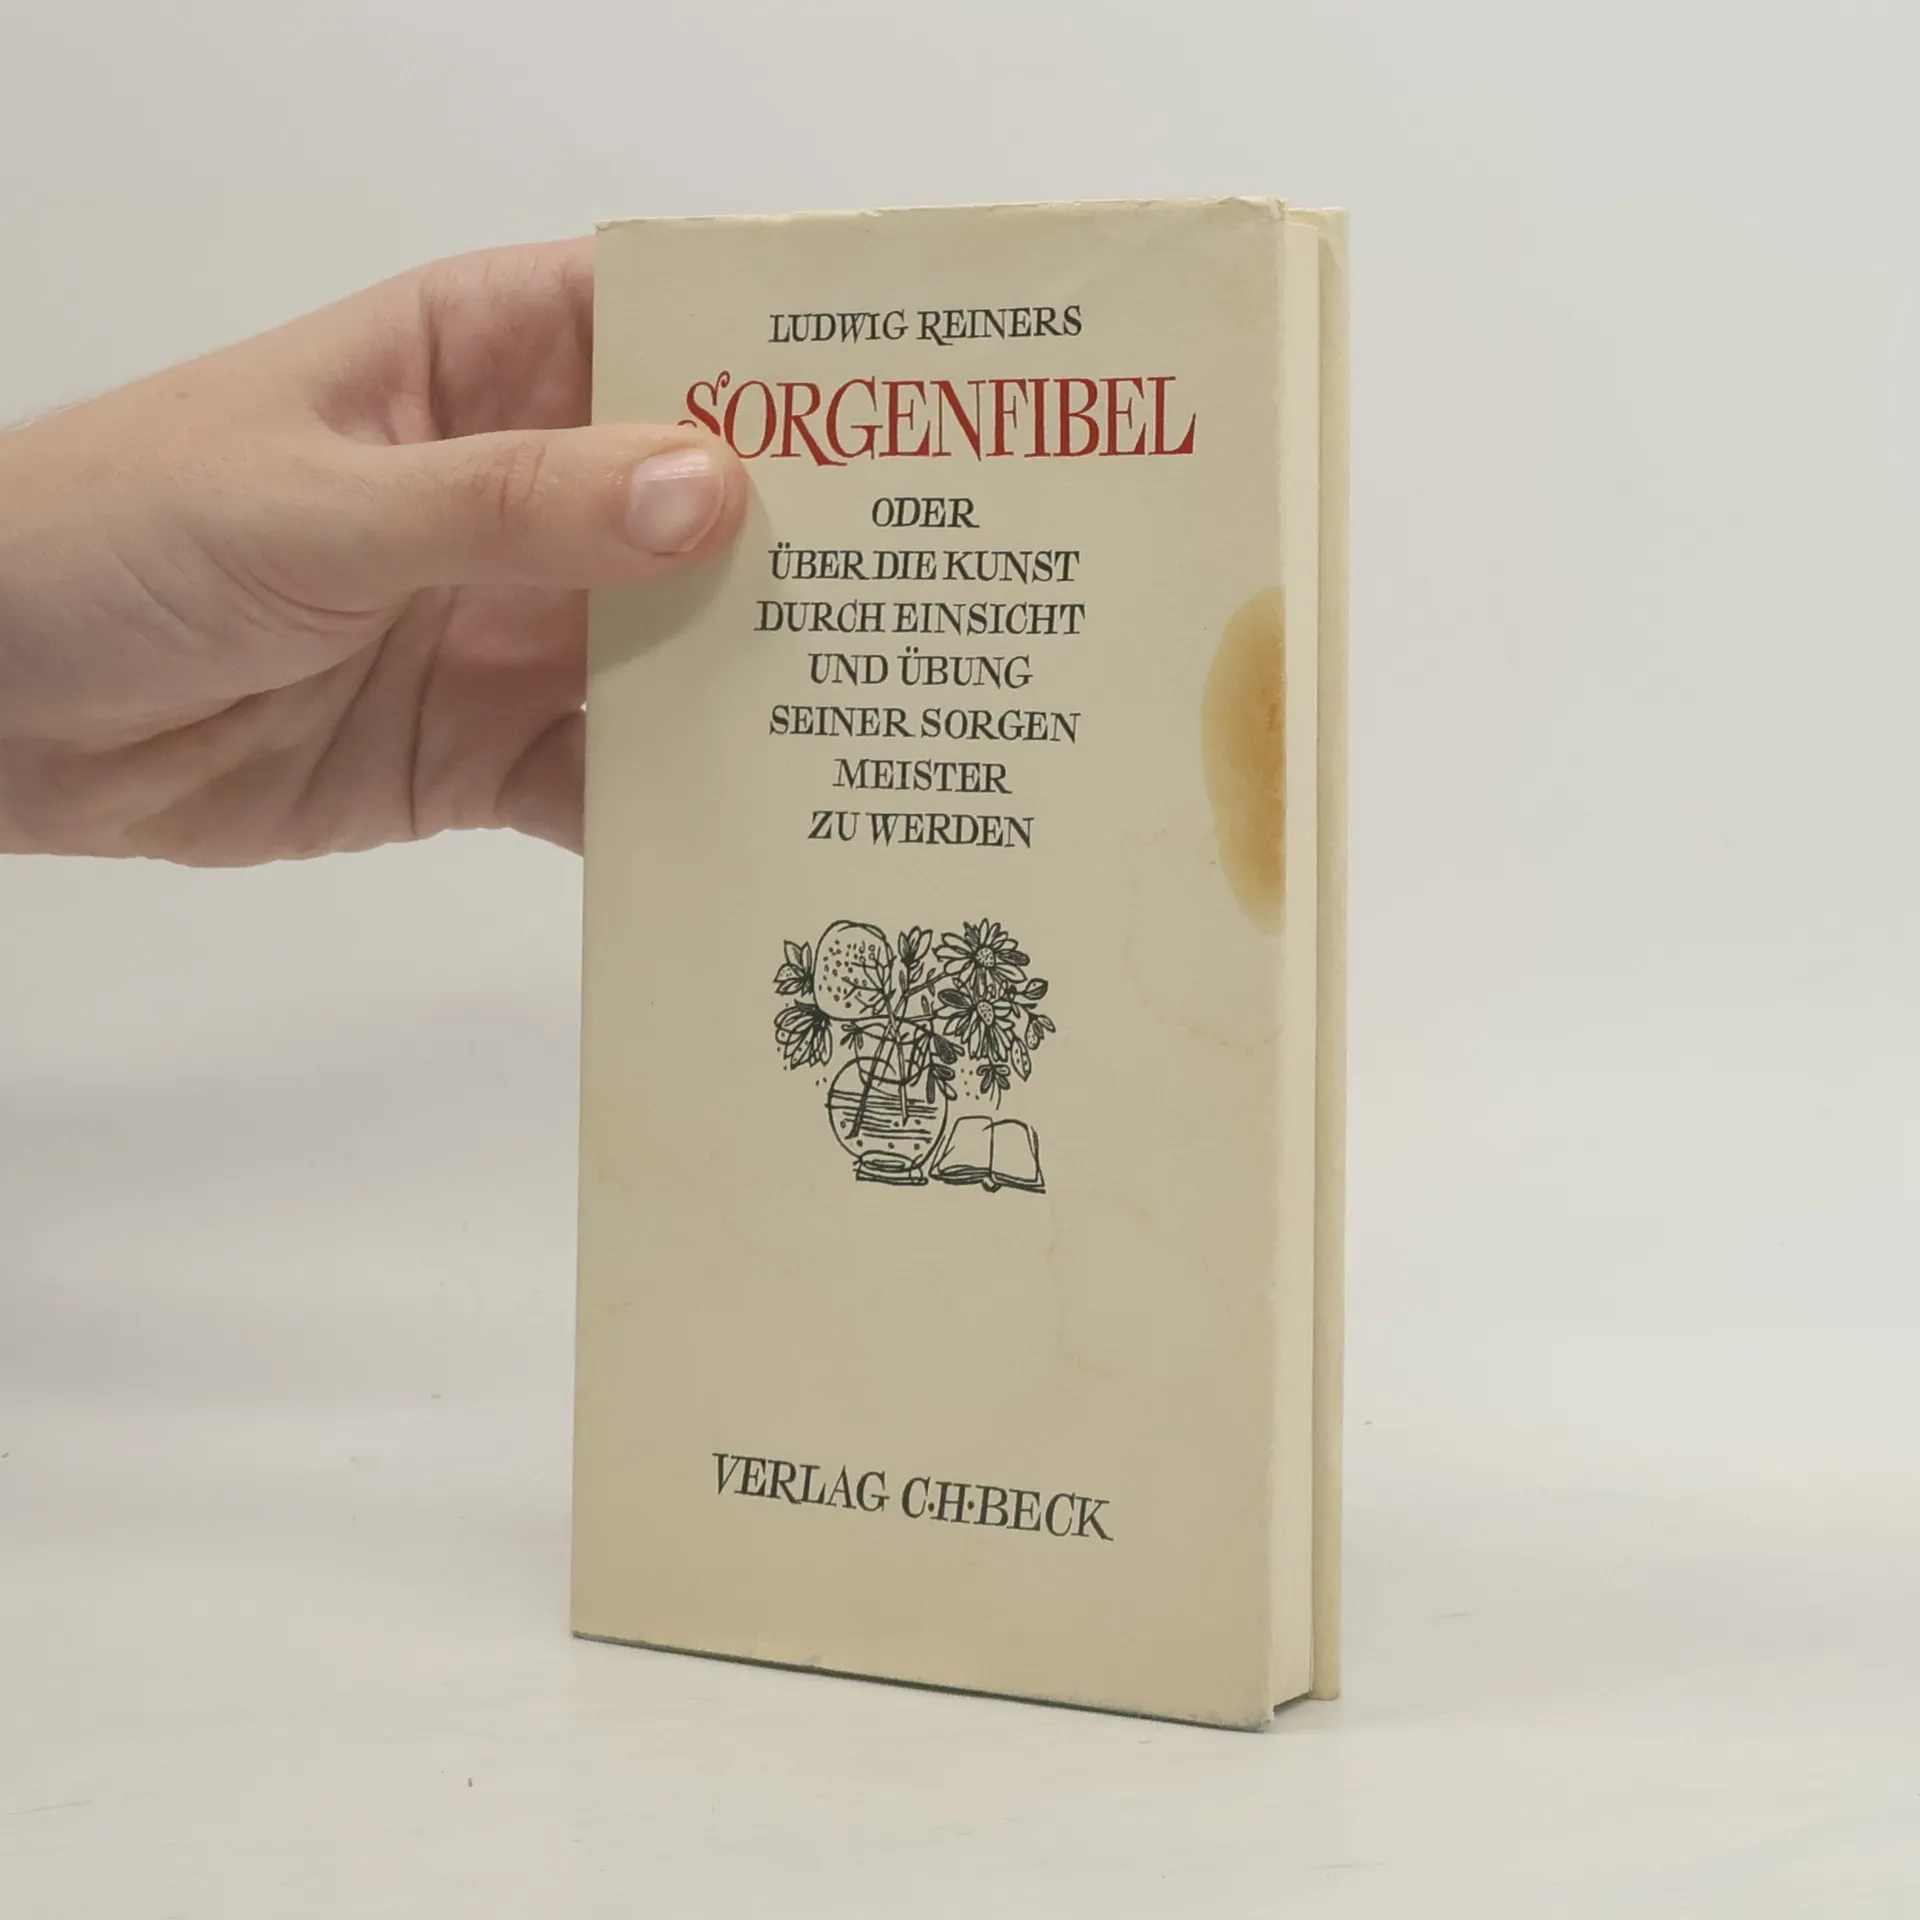 LUDWIG REINERS
SORGENFIBEL
ODER
ÜBER DIE KUNST
DURCH EINSICHT
UND ÜBUNG
SEINER SORGEN
MEISTER
ZU WERDEN
VERLAG C·H·BECK